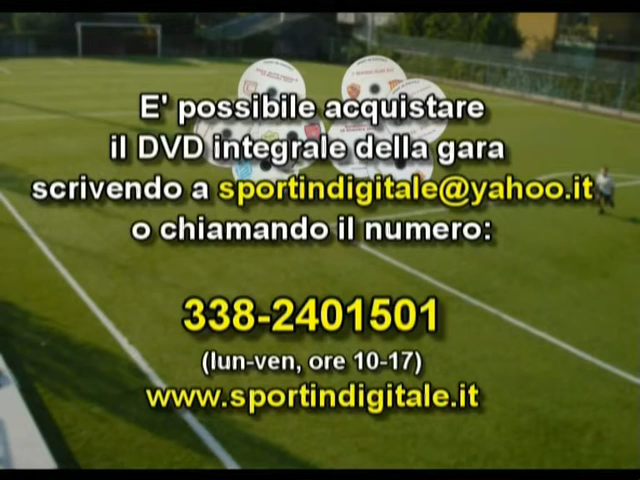 E' possibile acquistare
il DVD integrale della gara
scrivendo a sportindigitale@yahoo.it
o chiamando il numero:
338-2401501
(lun-ven, ore 10-17)
www.sportindigitale.it